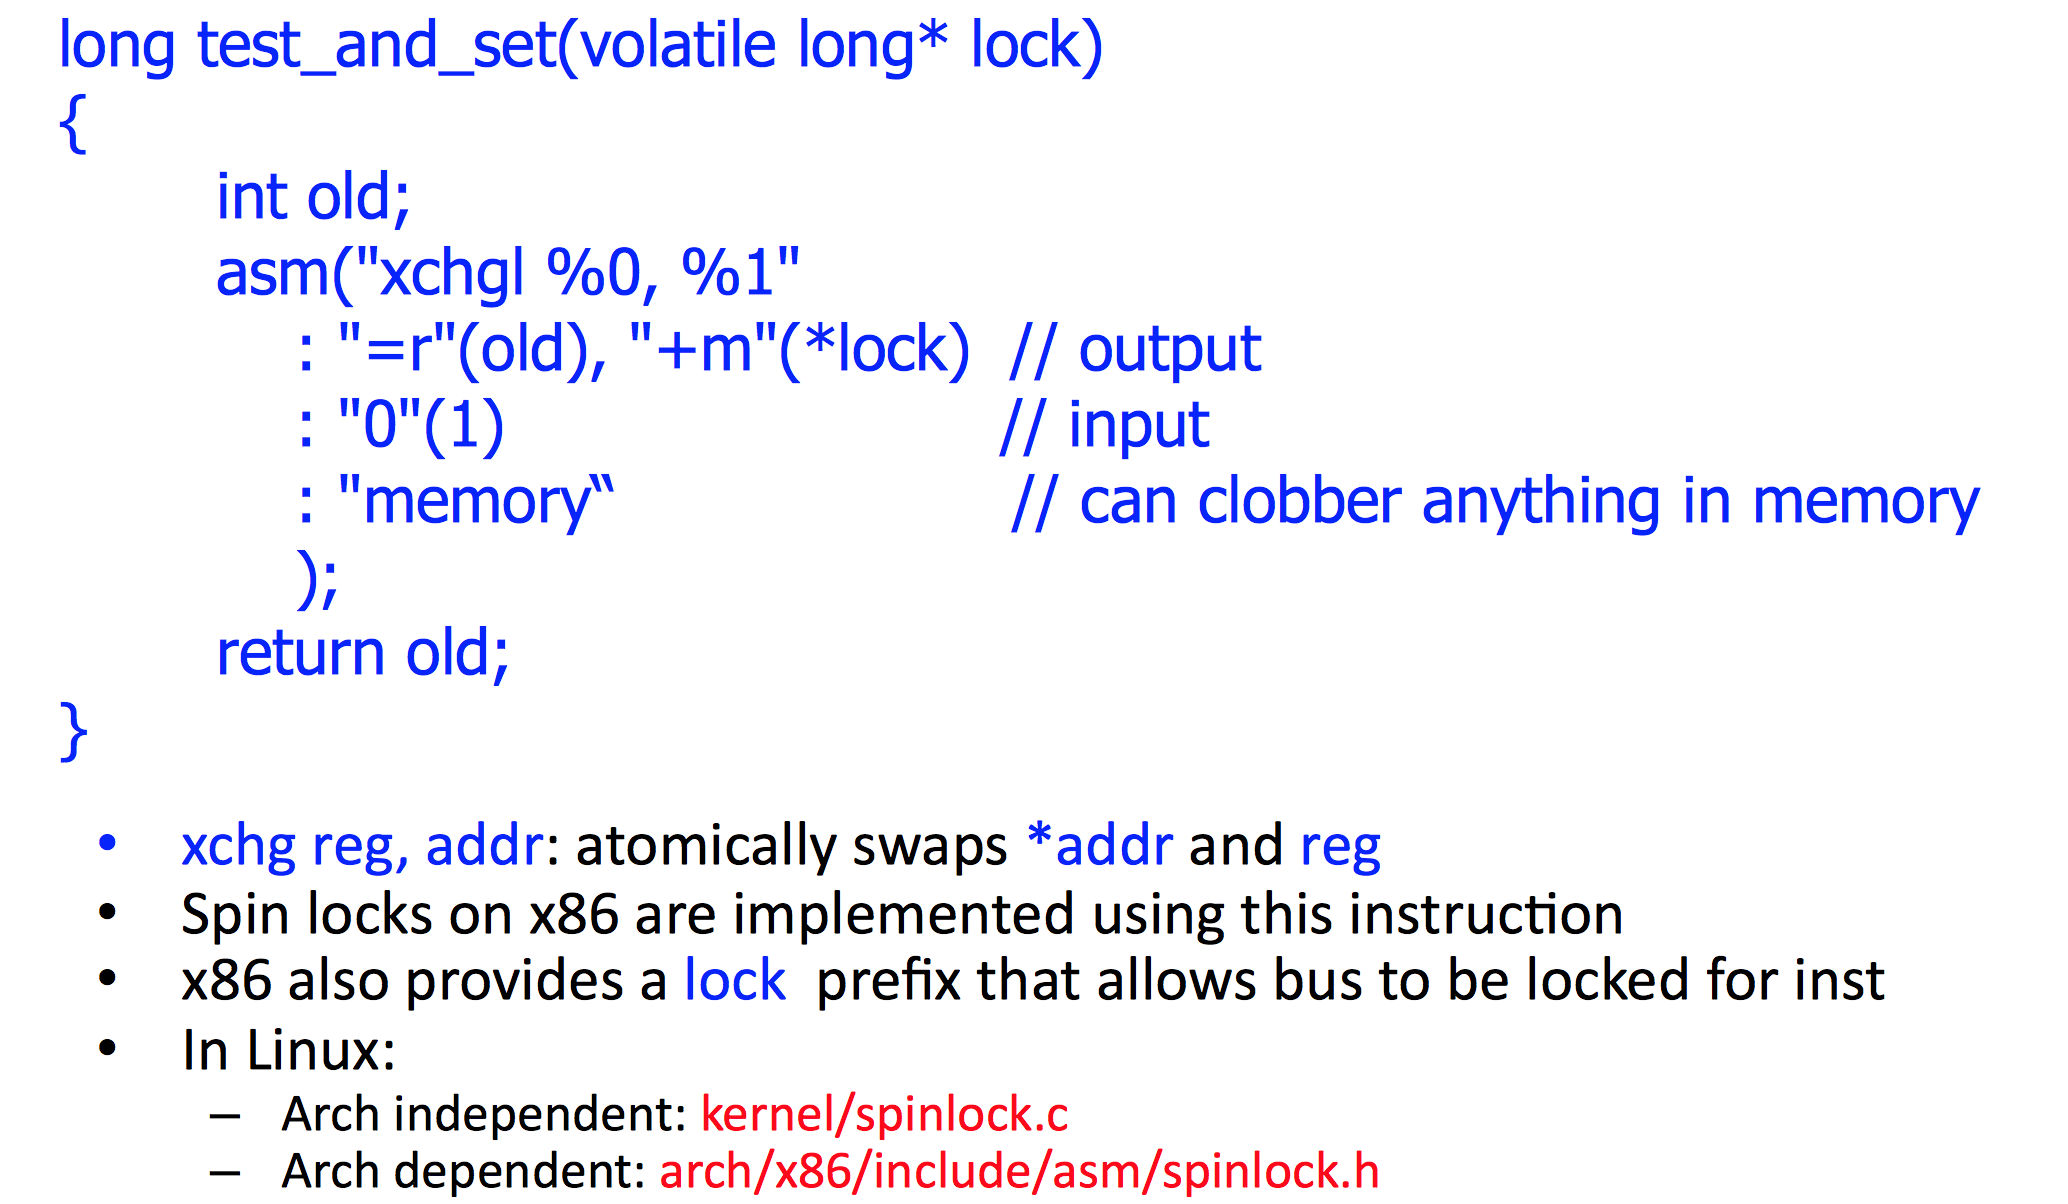 long test_and_set(volatile long* lock)
{
int old;
asm("xchgl %0, %1"
: "=r"(old), "+m"(*lock) // output
: "0"(1) // input
: "memory“ // can clobber anything in memory
);
return old;
}
• xchg reg, addr: atomically swaps *addr and reg
• Spin locks on x86 are implemented using this instruction
• x86 also provides a lock prefix that allows bus to be locked for inst
• In Linux:
– Arch independent: kernel/spinlock.c
– Arch dependent: arch/x86/include/asm/spinlock.h